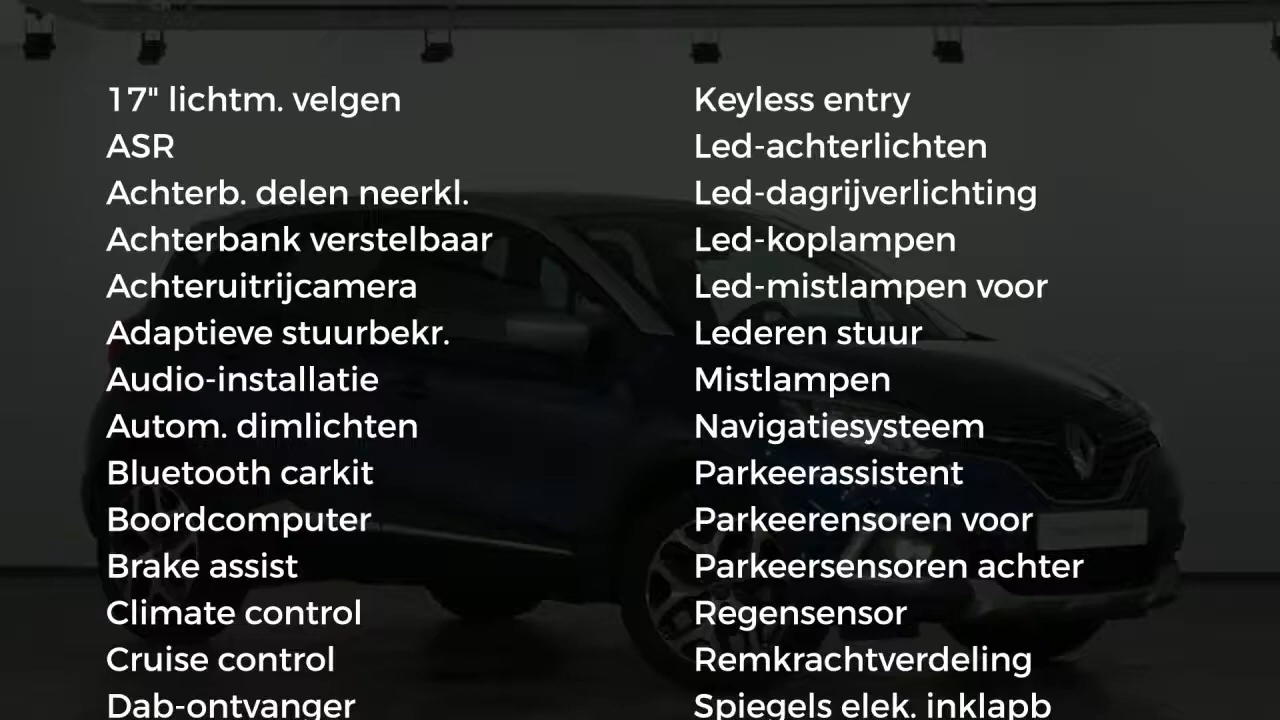 17" lichtm. velgen
ASR
Achterb. delen neerkl.
Achterbank verstelbaar
Achteruitrijcamera
Adaptieve stuurbekr.
Audio-installatie
Autom. dimlichten
Bluetooth carkit
Boordcomputer
Brake assist
Climate control
Cruise control
Dab-ontvanger
Keyless entry
Led-achterlichten
Led-dagrijverlichting
Led-koplampen
Led-mistlampen voor
Lederen stuur
Mistlampen
Navigatiesysteem
Parkeerassistent
Parkeerensoren voor
Parkeersensoren achter
Regensensor
Remkrachtverdeling
Spiegels elek. inklapb